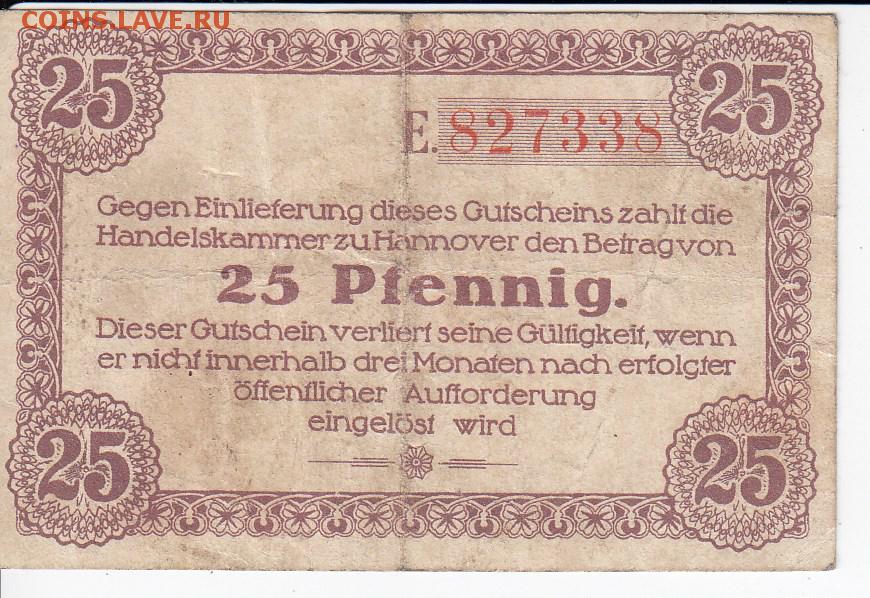 COINS.LAVE.RU
25 25
E. 827338
Gegen Einlieferung dieses Gutscheins zahlt die
Handelskammer zu Hannover den Betrag von
25 Pfennig.
Dieser Gutschein verliert seine Gültigkeit, wenn
er nicht innerhalb drei Monaten nach erfolgter
öffentlicher Aufforderung
eingelöst wird
25 25